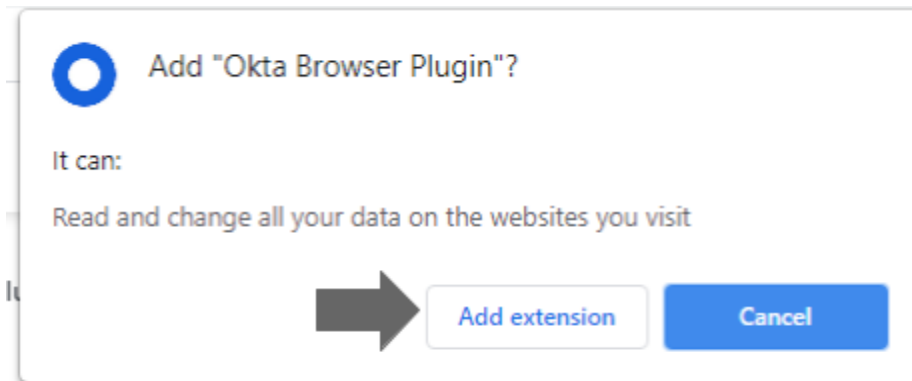 Add "Okta Browser Plugin"?
It can:
Read and change all your data on the websites you visit
Add extension
Cancel